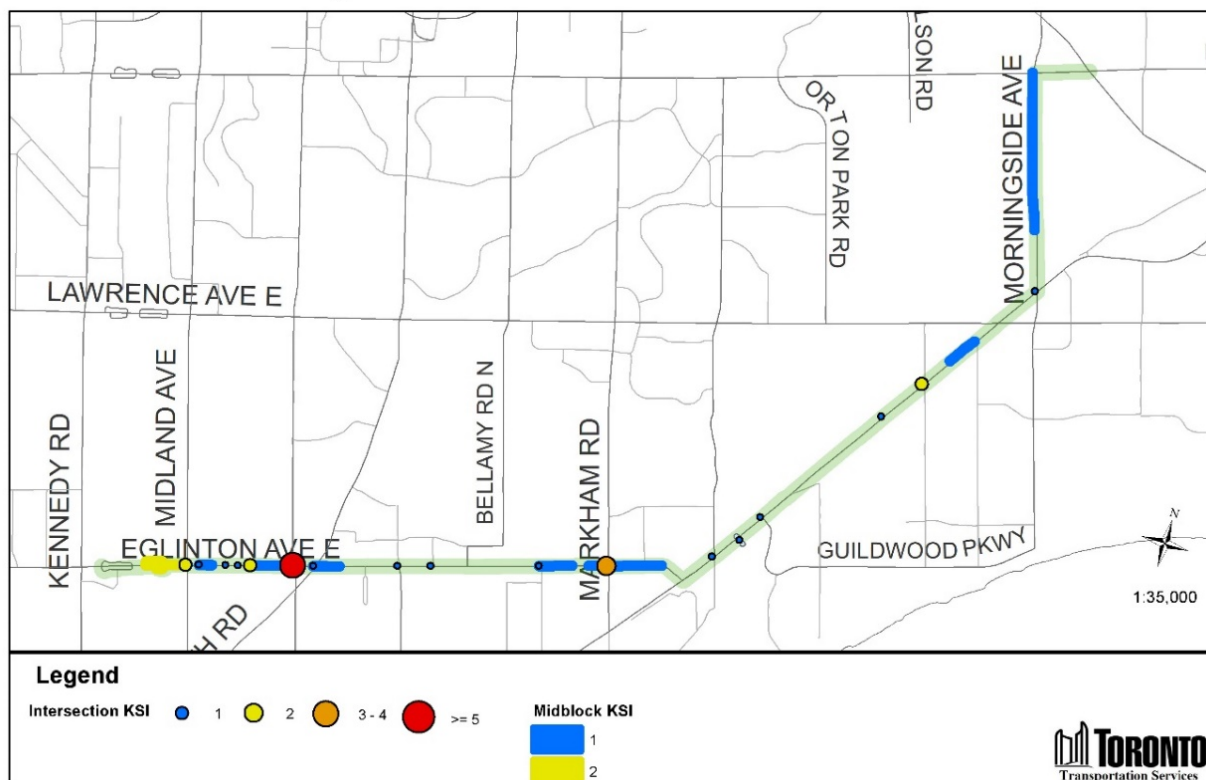 LSON RD
ORTON PARK RD
MORNINGSIDE AVE
LAWRENCE AVE E
KENNEDY RD
MIDLAND AVE
BELLAMY RD N
MARKHAM RD
EGLINTON AVE E
GUILDWOOD PKWY
H RD
N
1:35,000
Legend
Intersection KSI 1 2 3 - 4 >= 5
Midblock KSI
1
2
TORONTO
Transportation Services